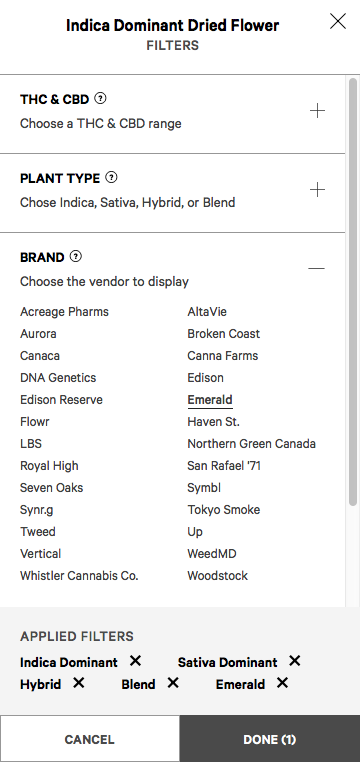 Indica Dominant Dried Flower
FILTERS
THC & CBD ?
Choose a THC & CBD range
PLANT TYPE ?
Chose Indica, Sativa, Hybrid, or Blend
BRAND ?
Choose the vendor to display
Acreage Pharms AltaVie
Aurora Broken Coast
Canaca Canna Farms
DNA Genetics Edison
Edison Reserve Emerald
Flowr Haven St.
LBS Northern Green Canada
Royal High San Rafael '71
Seven Oaks Symbl
Synr.g Tokyo Smoke
Tweed Up
Vertical WeedMD
Whistler Cannabis Co. Woodstock
APPLIED FILTERS
Indica Dominant Sativa Dominant
Hybrid Blend Emerald
CANCEL DONE (1)